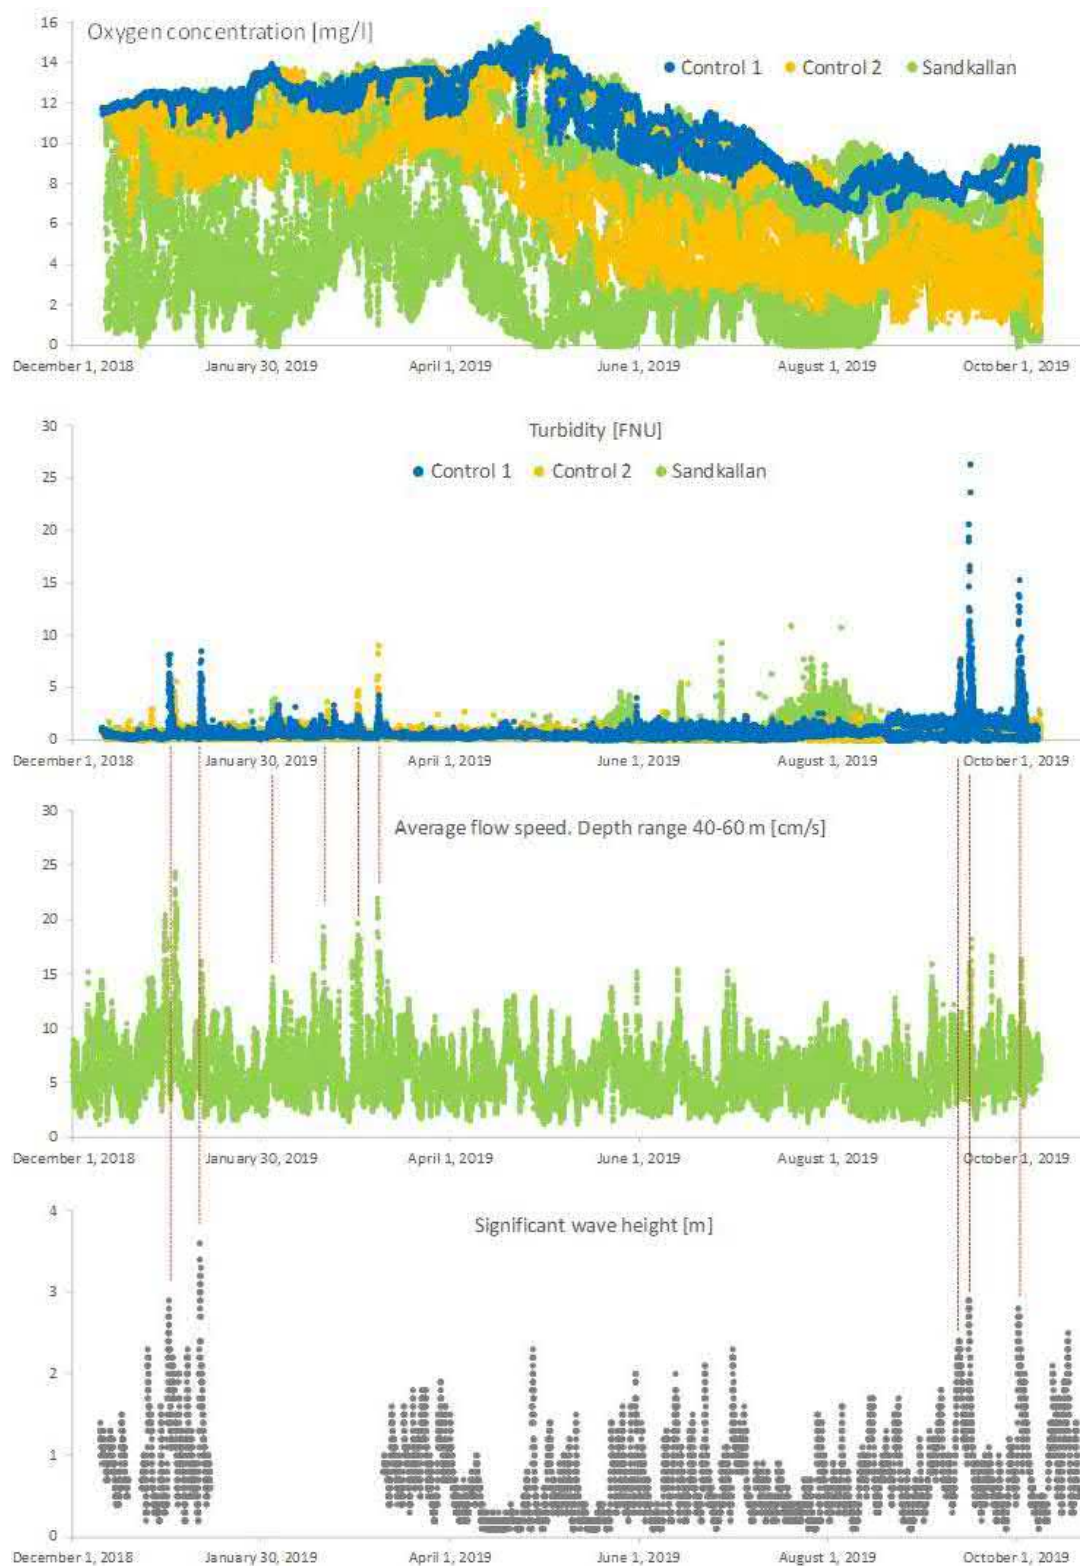 Oxygen concentration [mg/l]
16
14
12
10
8
6
4
2
0
Control 1 Control 2 Sandkallan
December 1, 2018 January 30, 2019 April 1, 2019 June 1, 2019 August 1, 2019 October 1, 2019
Turbidity [FNU]
30
25
20
15
10
5
0
Control 1 Control 2 Sandkallan
December 1, 2018 January 30, 2019 April 1, 2019 June 1, 2019 August 1, 2019 October 1, 2019
Average flow speed. Depth range 40-60 m [cm/s]
30
25
20
15
10
5
0
December 1, 2018 January 30, 2019 April 1, 2019 June 1, 2019 August 1, 2019 October 1, 2019
Significant wave height [m]
4
3
2
1
0
December 1, 2018 January 30, 2019 April 1, 2019 June 1, 2019 August 1, 2019 October 1, 2019